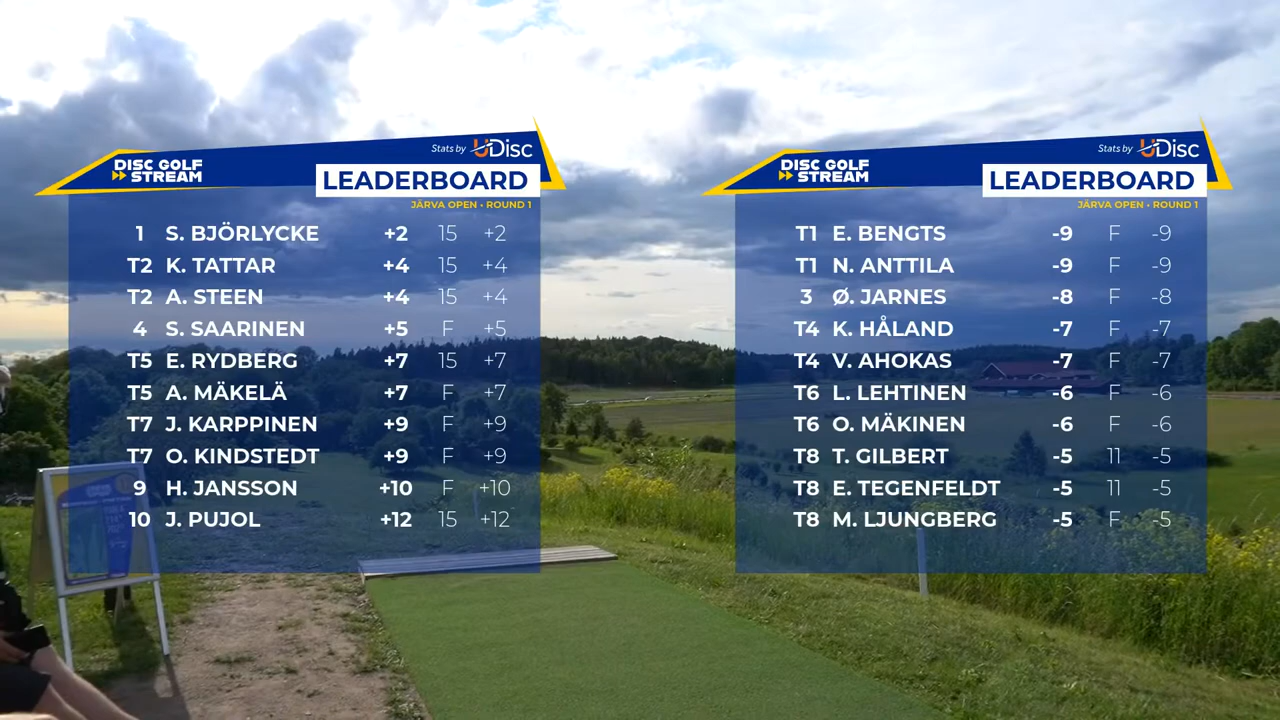 Stats by UDisc
DISC GOLF
STREAM
LEADERBOARD
JÄRVA OPEN • ROUND 1
1 S. BJÖRLYCKE +2 15 +2
T2 K. TATTAR +4 15 +4
T2 A. STEEN +4 15 +4
4 S. SAARINEN +5 F +5
T5 E. RYDBERG +7 15 +7
T5 A. MÄKELÄ +7 F +7
T7 J. KARPPINEN +9 F +9
T7 O. KINDSTEDT +9 F +9
9 H. JANSSON +10 F +10
10 J. PUJOL +12 15 +12
Stats by UDisc
DISC GOLF
STREAM
LEADERBOARD
JÄRVA OPEN • ROUND 1
T1 E. BENGTS -9 F -9
T1 N. ANTTILA -9 F -9
3 Ø. JARNES -8 F -8
T4 K. HÅLAND -7 F -7
T4 V. AHOKAS -7 F -7
T6 L. LEHTINEN -6 F -6
T6 O. MÄKINEN -6 F -6
T8 T. GILBERT -5 11 -5
T8 E. TEGENFELDT -5 11 -5
T8 M. LJUNGBERG -5 F -5